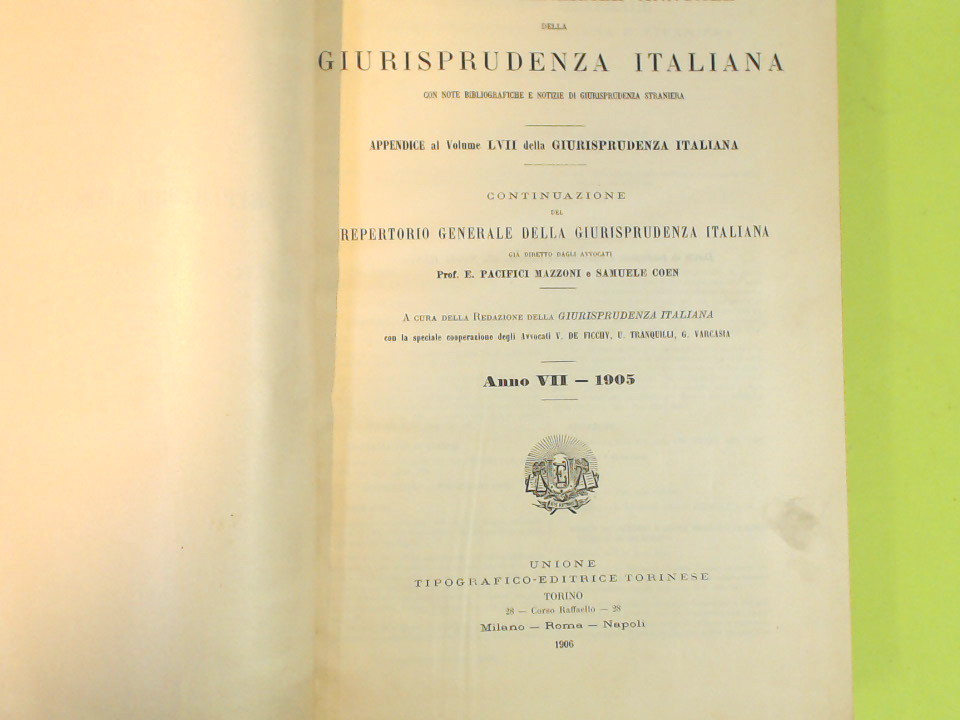 GENERALE ANNUALE
DELLA
GIURISPRUDENZA ITALIANA
CON NOTE BIBLIOGRAFICHE E NOTIZIE DI GIURISPRUDENZA STRANIERA
APPENDICE al Volume LVII della GIURISPRUDENZA ITALIANA
CONTINUAZIONE
DEL
REPERTORIO GENERALE DELLA GIURISPRUDENZA ITALIANA
GIÀ DIRETTO DAGLI AVVOCATI
Prof. E. PACIFICI MAZZONI e SAMUELE COEN
A CURA DELLA REDAZIONE DELLA GIURISPRUDENZA ITALIANA
con la speciale cooperazione degli Avvocati V. DE FICCHY, U. TRANQUILLI, G. VARCASIA
Anno VII — 1905
UNIONE
TIPOGRAFICO-EDITRICE TORINESE
TORINO
28 — Corso Raffaello — 28
Milano — Roma — Napoli
1906